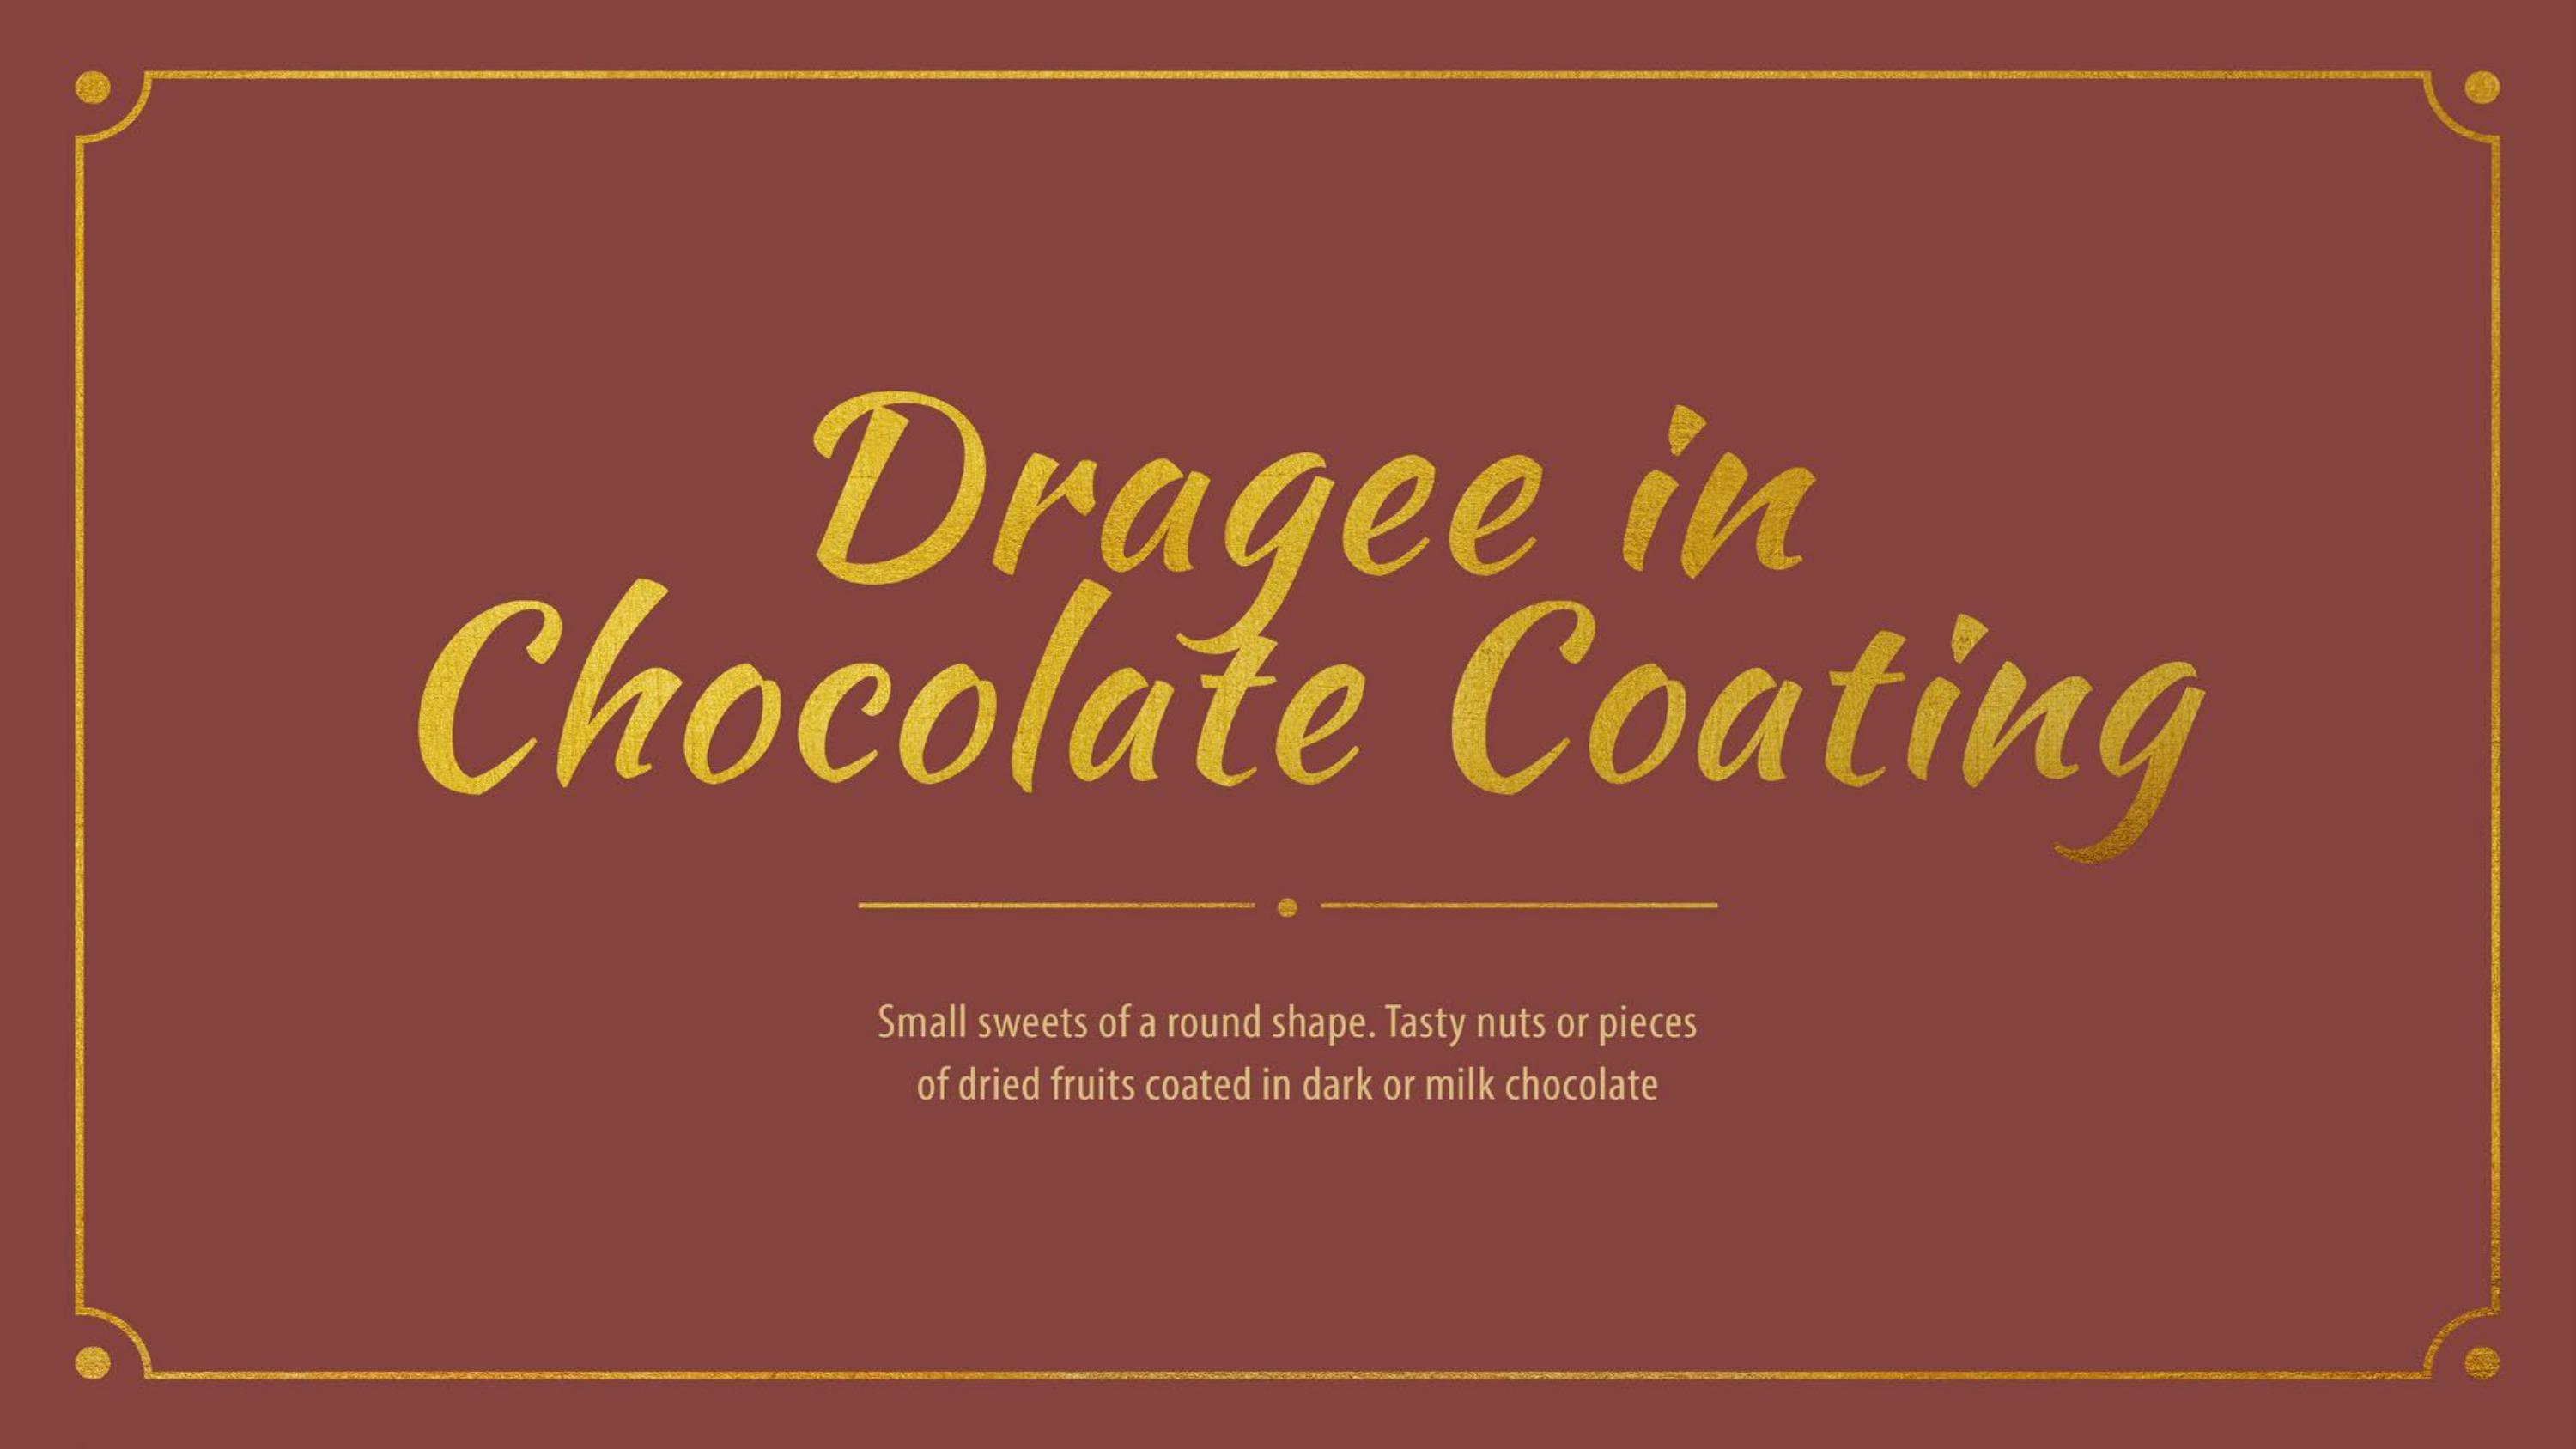 Dragee in
Chocolate Coating
Small sweets of a round shape. Tasty nuts or pieces
of dried fruits coated in dark or milk chocolate